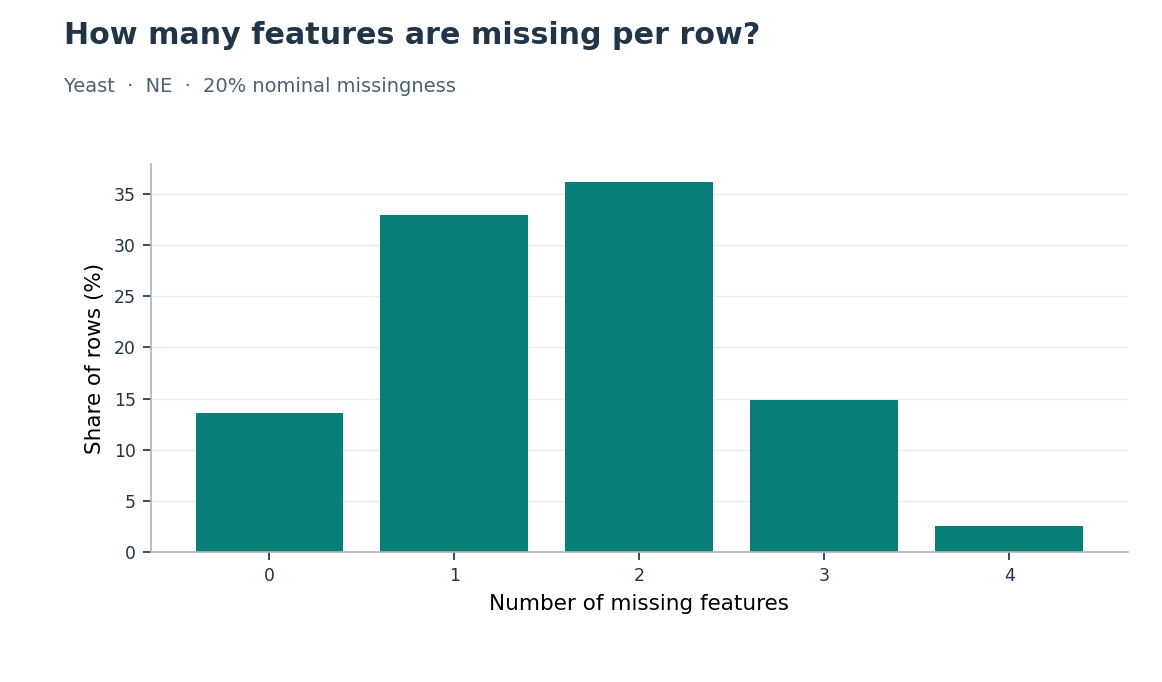 How many features are missing per row?
Yeast · NE · 20% nominal missingness
Share of rows (%)
35
30
25
20
15
10
5
0
0 1 2 3 4
Number of missing features